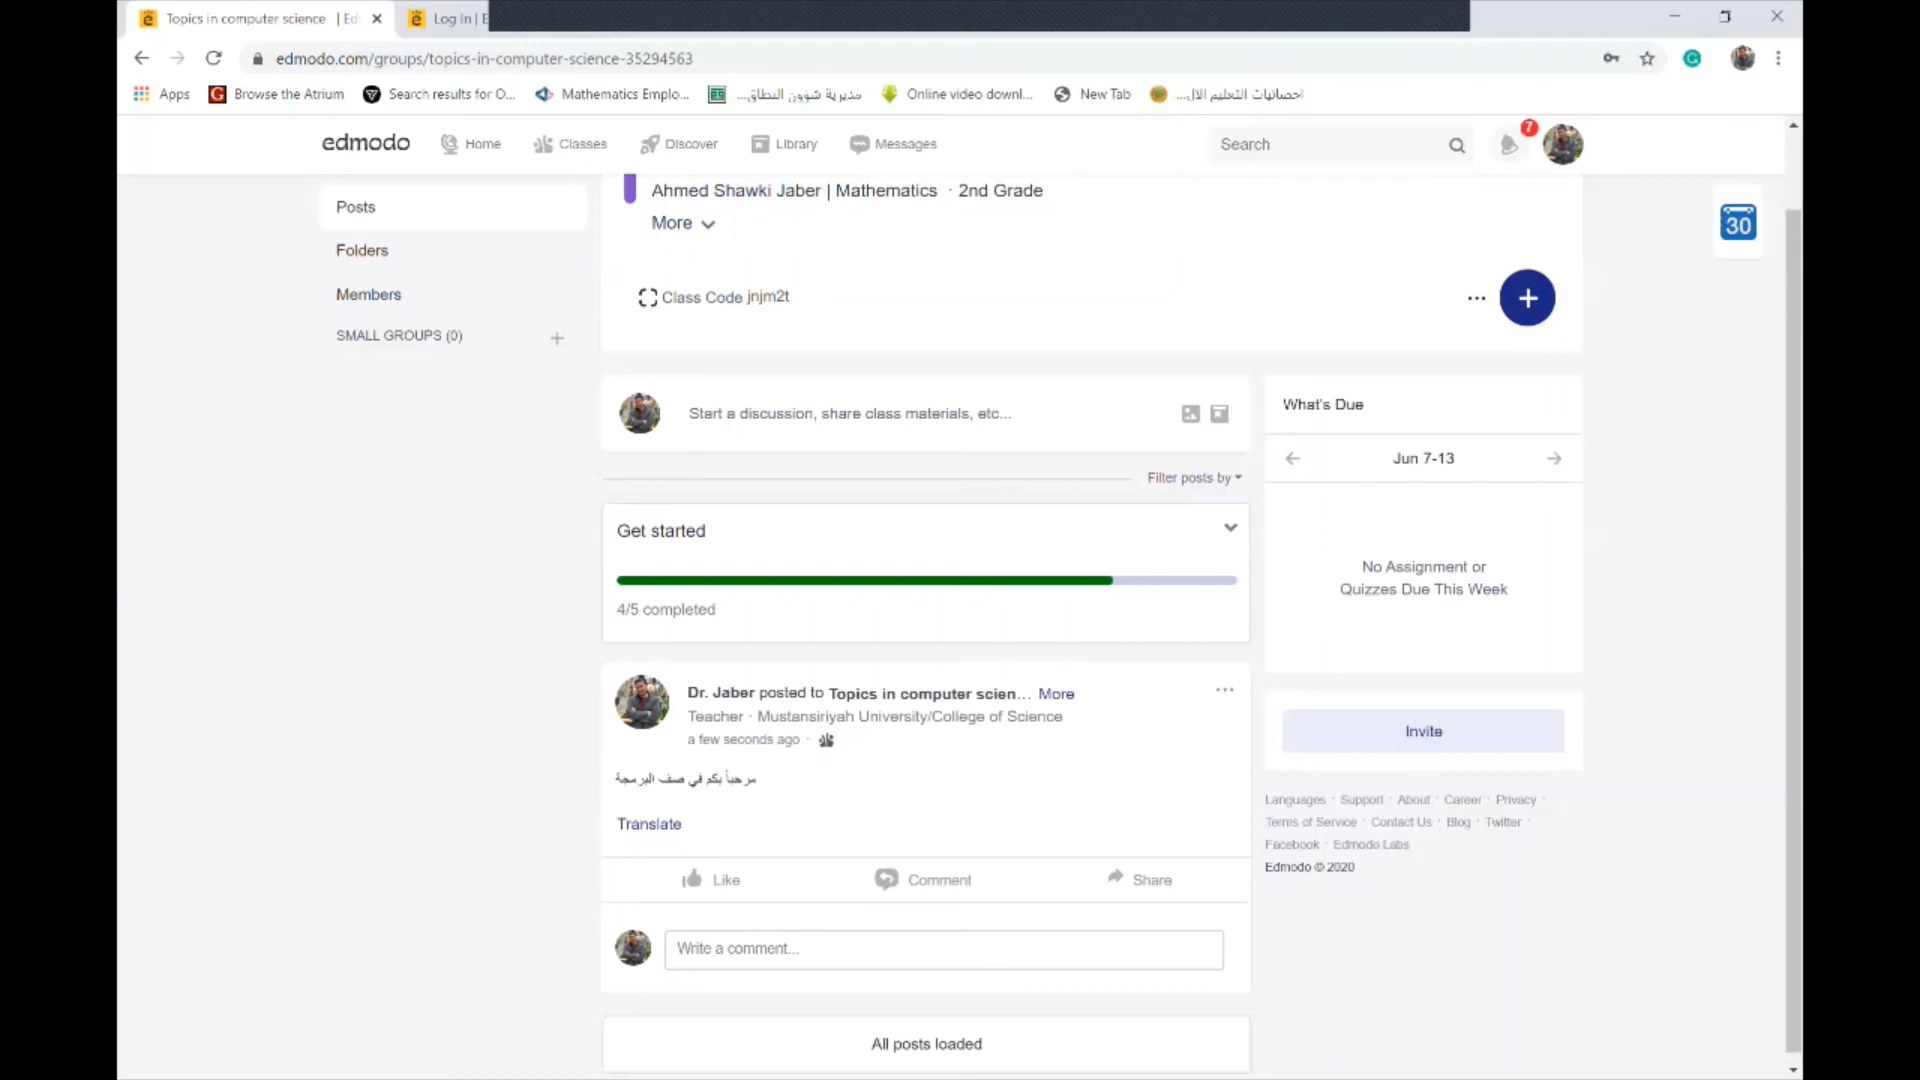 Topics in computer science | Ed
Log In | E
edmodo.com/groups/topics-in-computer-science-35294563
Apps
Browse the Atrium
Search results for O...
Mathematics Emplo...
مديرية شؤون البطاق...
Online video downl...
New Tab
احصائيات التعليم الال...
edmodo
Home
Classes
Discover
Library
Messages
Search
7
Posts
Folders
Members
SMALL GROUPS (0)
Ahmed Shawki Jaber | Mathematics · 2nd Grade
More
Class Code jnjm2t
30
Start a discussion, share class materials, etc...
Filter posts by
Get started
4/5 completed
Dr. Jaber posted to Topics in computer scien... More
Teacher · Mustansiriyah University/College of Science
a few seconds ago ·
مرحباً بكم في صف البرمجة
Translate
Like
Comment
Share
Write a comment...
All posts loaded
What's Due
Jun 7-13
No Assignment or
Quizzes Due This Week
Invite
Languages · Support · About · Career · Privacy ·
Terms of Service · Contact Us · Blog · Twitter ·
Facebook · Edmodo Labs
Edmodo © 2020